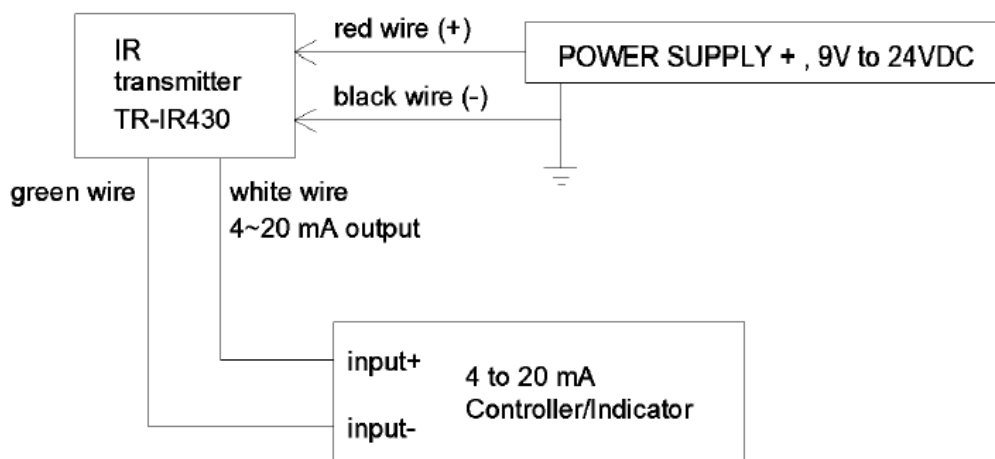 IR
transmitter
TR-IR430
red wire (+)
POWER SUPPLY + , 9V to 24VDC
black wire (-)
green wire
white wire
4~20 mA output
input+
4 to 20 mA
Controller/Indicator
input-